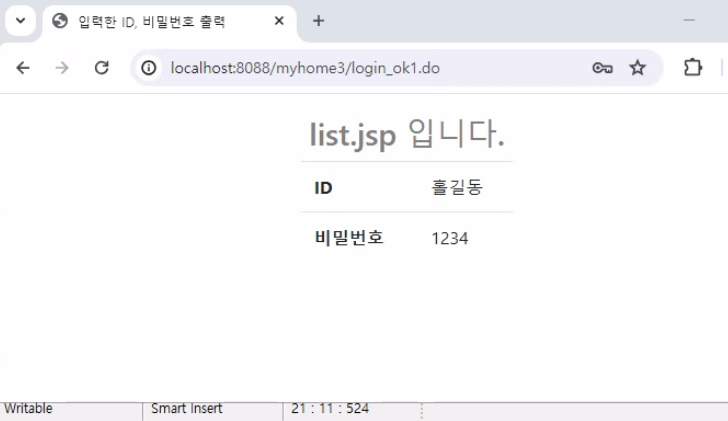 입력한 ID, 비밀번호 출력
localhost:8088/myhome3/login_ok1.do
list.jsp 입니다.
ID 홀길동
비밀번호 1234
Writable Smart Insert 21 : 11 : 524